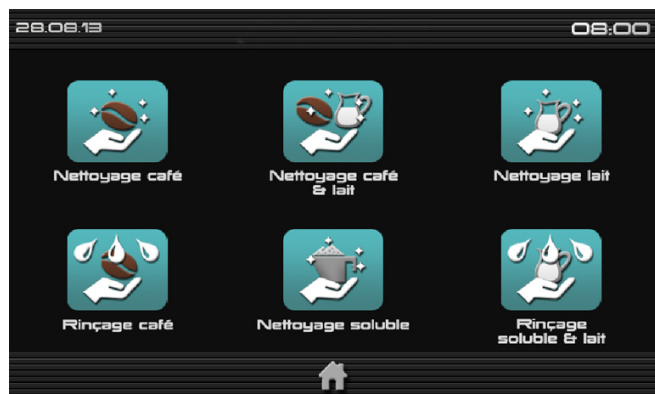 28.08.13
08:00
Nettoyage café
Nettoyage café
& lait
Nettoyage lait
Rinçage café
Nettoyage soluble
Rinçage
soluble & lait